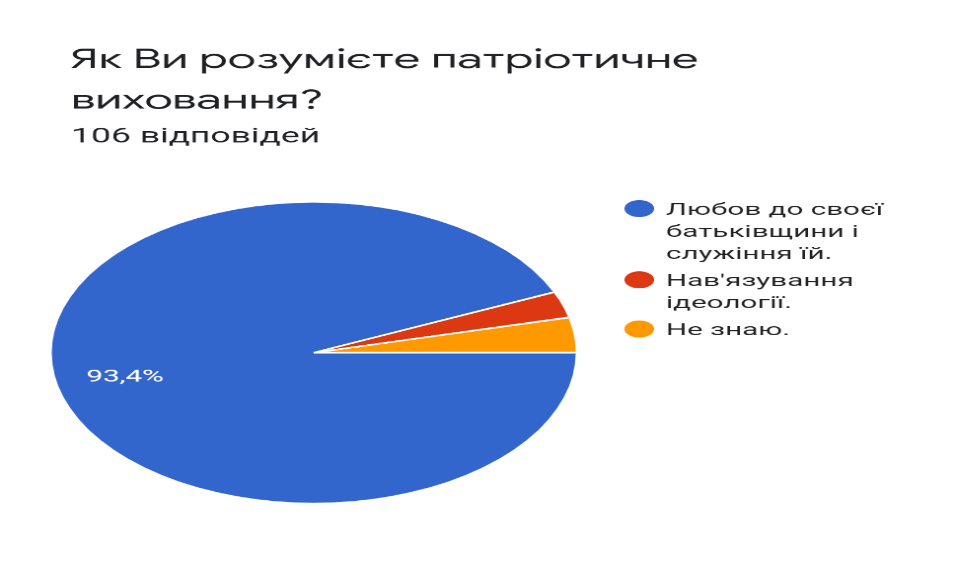 Як Ви розумієте патріотичне
виховання?
106 відповідей
Любов до своєї
батьківщини і
служіння їй.
Нав'язування
ідеології.
Не знаю.
93,4%